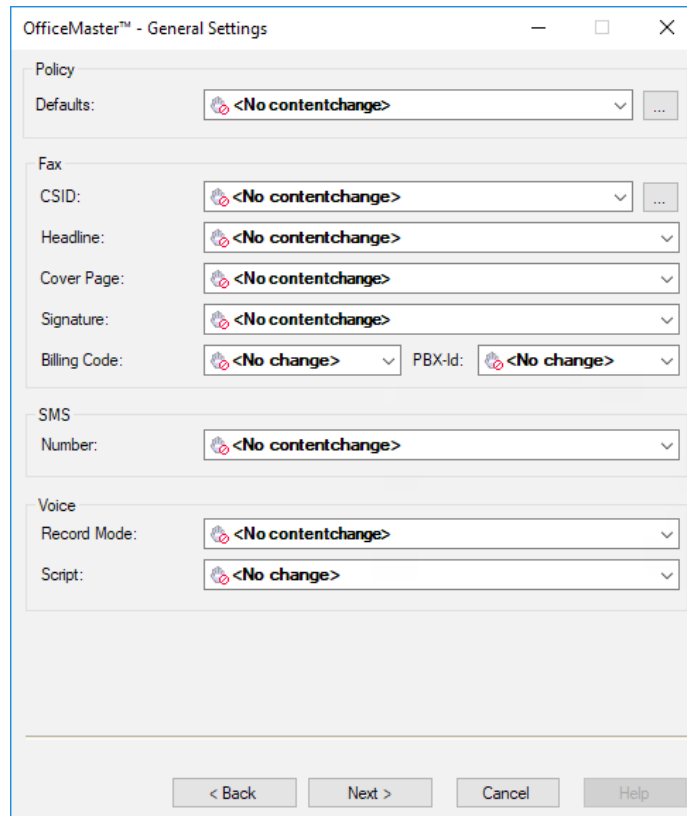 OfficeMaster™ - General Settings
Policy
Defaults: <No contentchange> ...
Fax
CSID: <No contentchange> ...
Headline: <No contentchange>
Cover Page: <No contentchange>
Signature: <No contentchange>
Billing Code: <No change> PBX-Id: <No change>
SMS
Number: <No contentchange>
Voice
Record Mode: <No contentchange>
Script: <No change>
< Back Next > Cancel Help